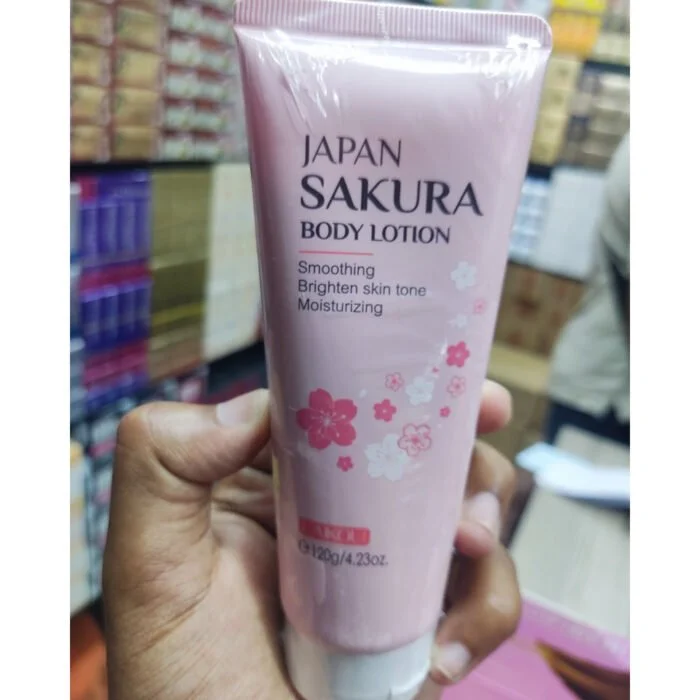 JAPAN
SAKURA
BODY LOTION
Smoothing
Brighten skin tone
Moisturizing
℮120g/4.23oz.